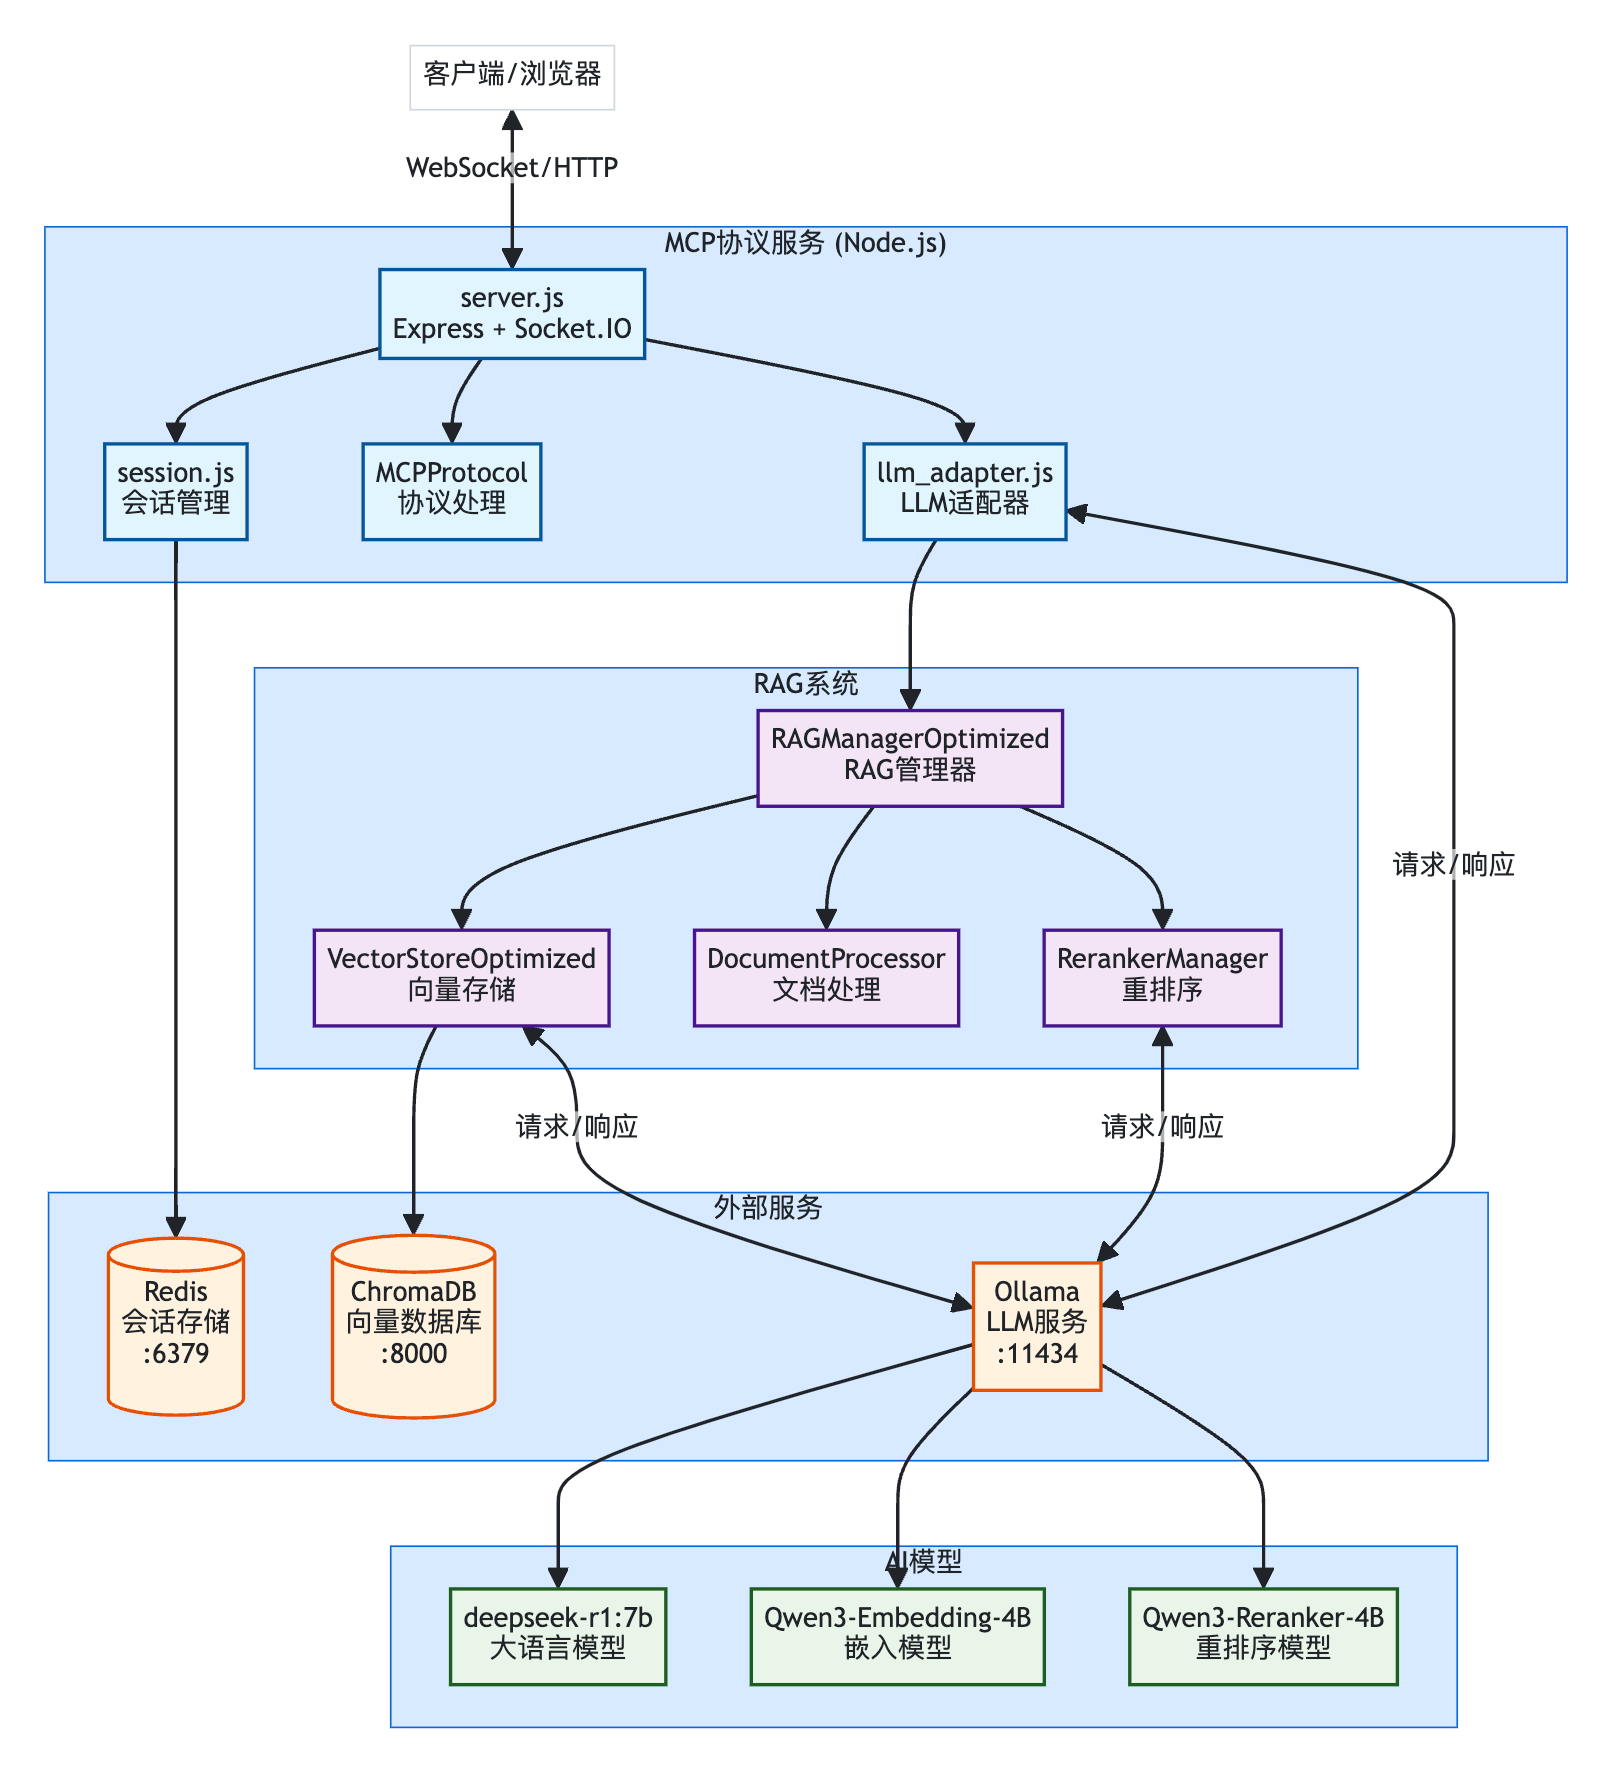 客户端/浏览器
WebSocket/HTTP
MCP协议服务 (Node.js)
server.js
Express + Socket.IO
session.js
会话管理
MCPProtocol
协议处理
llm_adapter.js
LLM适配器
RAG系统
RAGManagerOptimized
RAG管理器
请求/响应
VectorStoreOptimized
向量存储
DocumentProcessor
文档处理
RerankerManager
重排序
请求/响应
请求/响应
外部服务
Redis
会话存储
:6379
ChromaDB
向量数据库
:8000
Ollama
LLM服务
:11434
AI模型
deepseek-r1:7b
大语言模型
Qwen3-Embedding-4B
嵌入模型
Qwen3-Reranker-4B
重排序模型